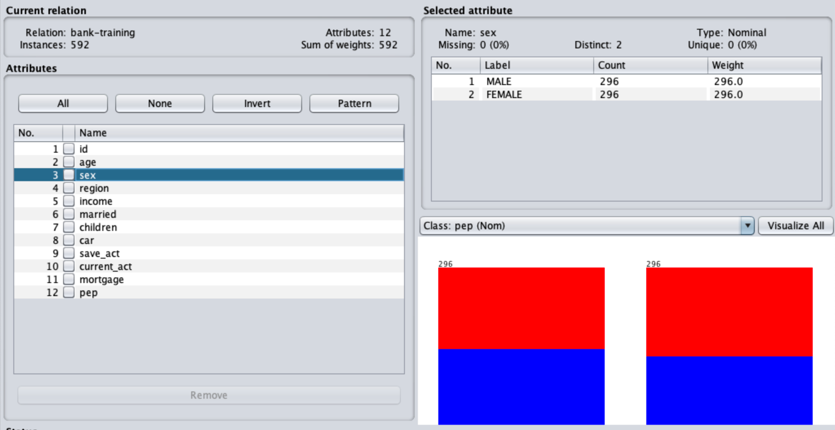 Current relation
Relation: bank-training
Attributes: 12
Instances: 592
Sum of weights: 592
Attributes
All
None
Invert
Pattern
No.
Name
1 id
2 age
3 sex
4 region
5 income
6 married
7 children
8 car
9 save_act
10 current_act
11 mortgage
12 pep
Remove
Selected attribute
Name: sex
Type: Nominal
Missing: 0 (0%)
Distinct: 2
Unique: 0 (0%)
No. Label Count Weight
1 MALE 296 296.0
2 FEMALE 296 296.0
Class: pep (Nom)
Visualize All
296
296